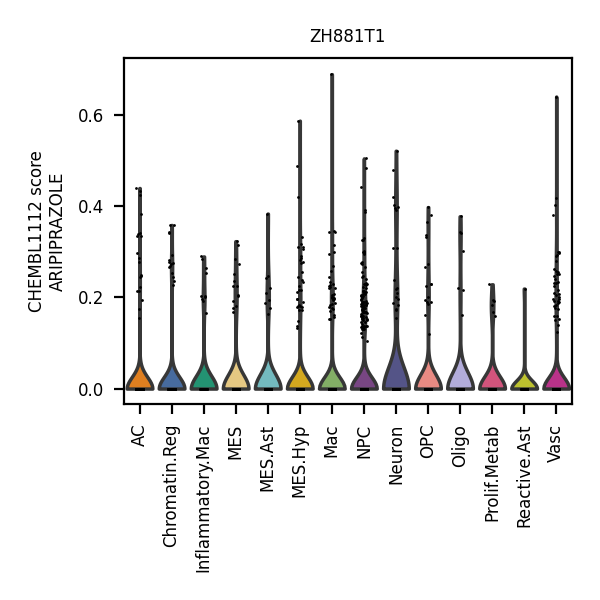 ZH881T1
CHEMBL1112 score
ARIPIPRAZOLE
0.6
0.4
0.2
0.0
AC
Chromatin.Reg
Inflammatory.Mac
MES
MES.Ast
MES.Hyp
Mac
NPC
Neuron
OPC
Oligo
Prolif.Metab
Reactive.Ast
Vasc